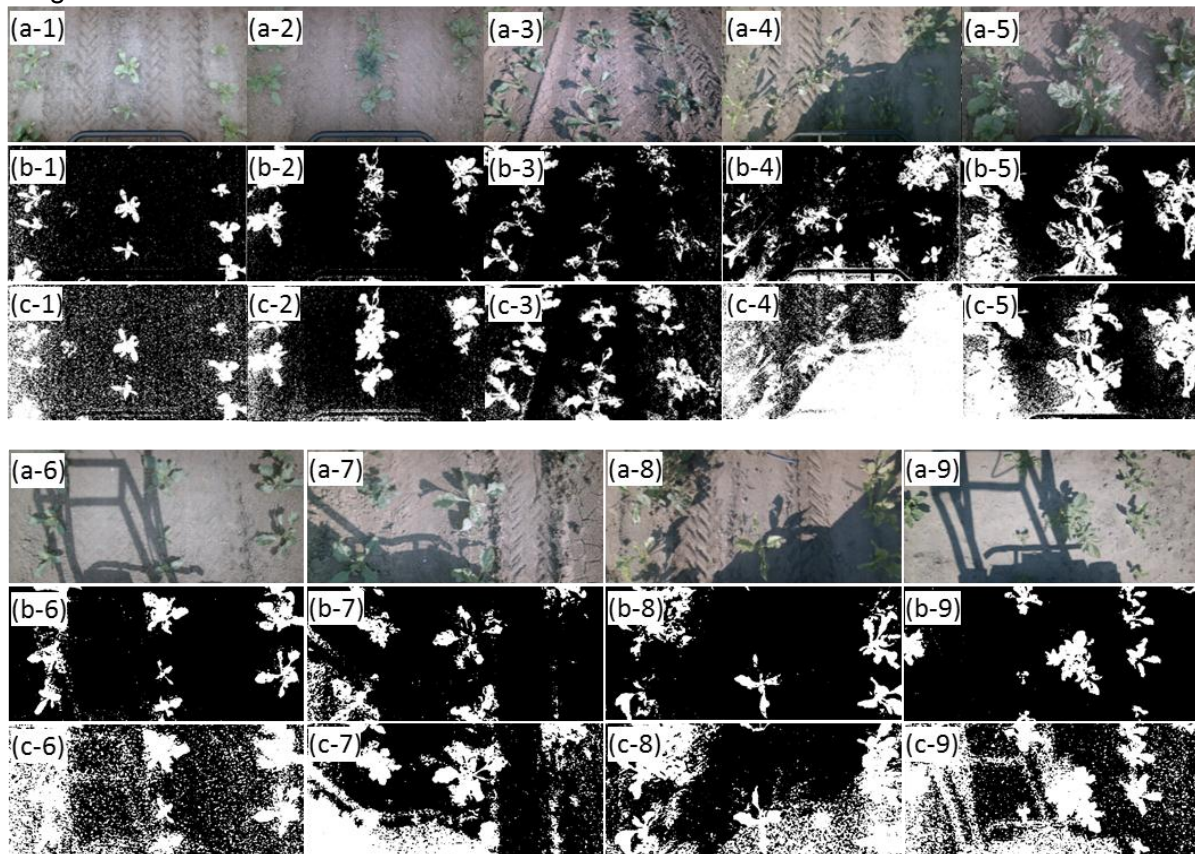 (a-1) (a-2) (a-3) (a-4) (a-5)
(b-1) (b-2) (b-3) (b-4) (b-5)
(c-1) (c-2) (c-3) (c-4) (c-5)
(a-6) (a-7) (a-8) (a-9)
(b-6) (b-7) (b-8) (b-9)
(c-6) (c-7) (c-8) (c-9)